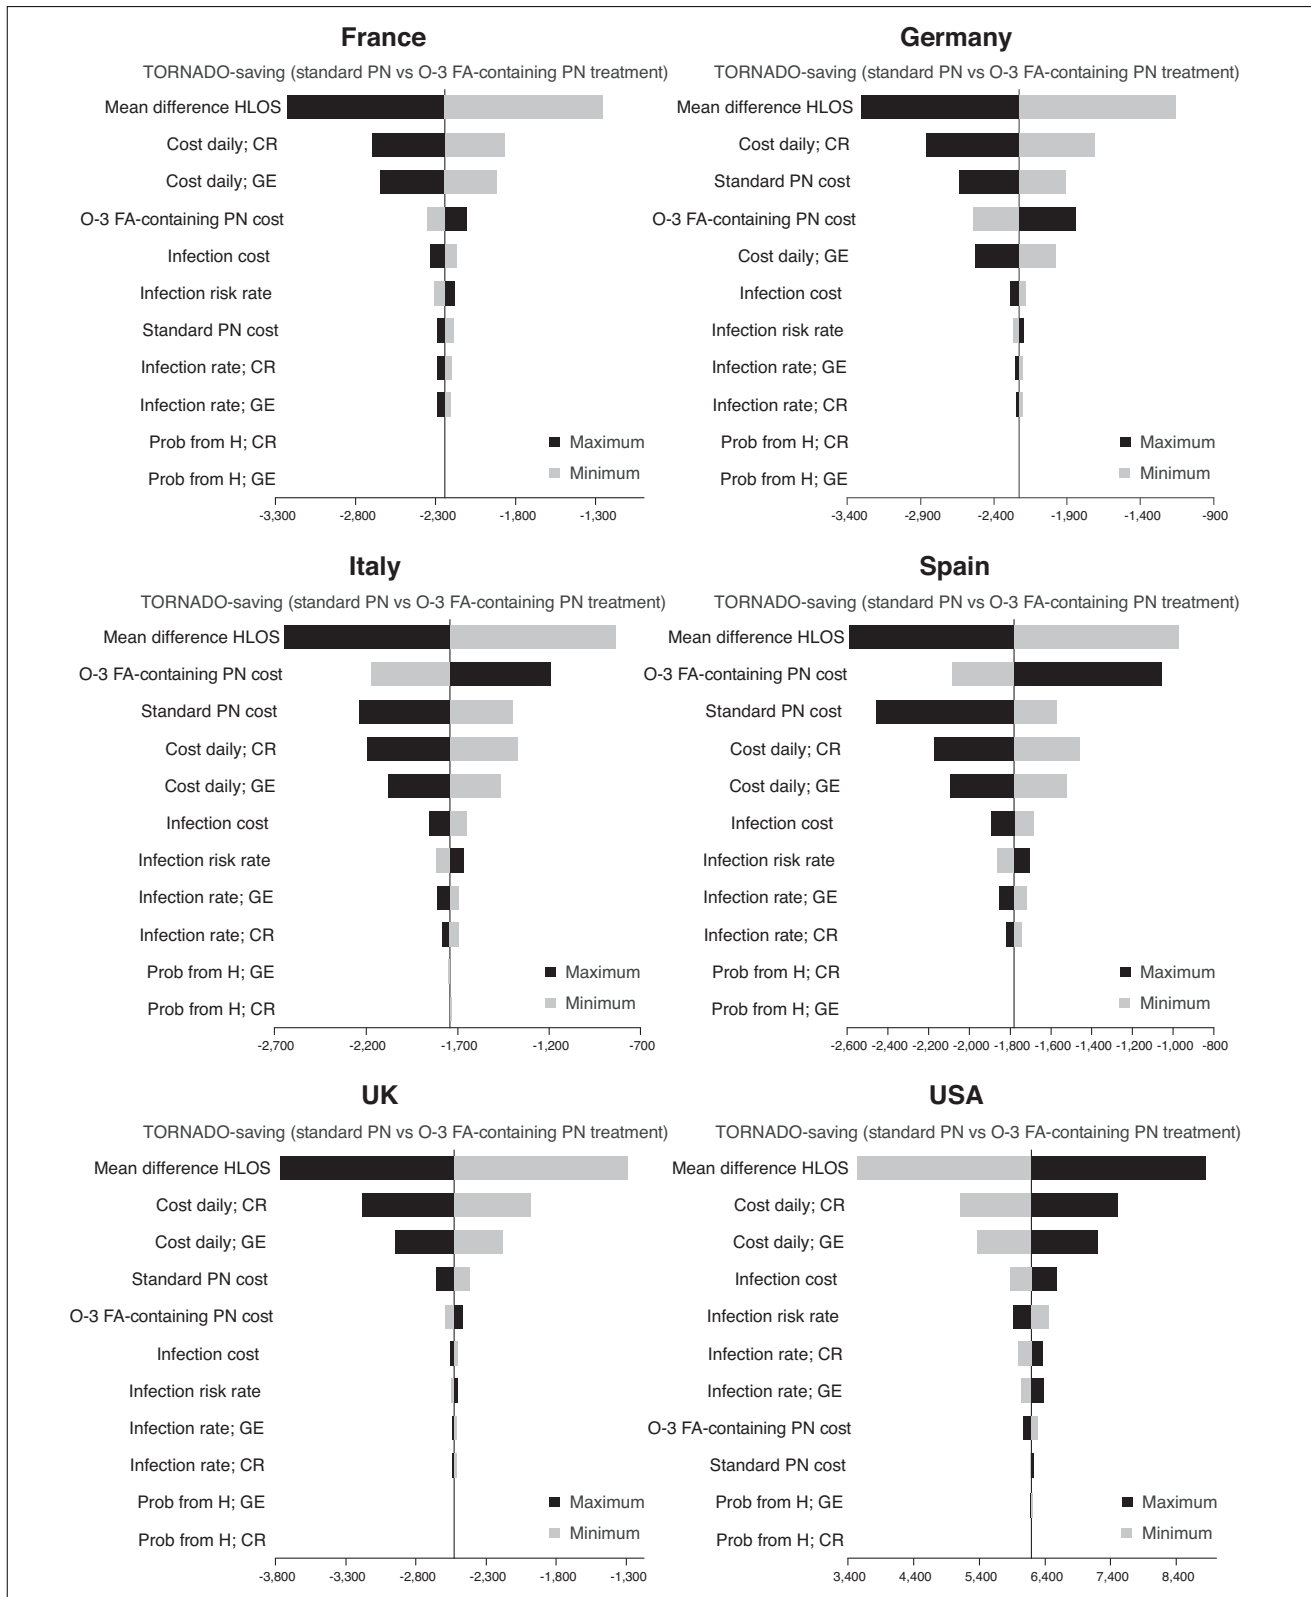 France
TORNADO-saving (standard PN vs O-3 FA-containing PN treatment)
Mean difference HLOS
Cost daily; CR
Cost daily; GE
O-3 FA-containing PN cost
Infection cost
Infection risk rate
Standard PN cost
Infection rate; CR
Infection rate; GE
Prob from H; CR
Prob from H; GE
Maximum
Minimum
-3,300 -2,800 -2,300 -1,800 -1,300
Germany
TORNADO-saving (standard PN vs O-3 FA-containing PN treatment)
Mean difference HLOS
Cost daily; CR
Standard PN cost
O-3 FA-containing PN cost
Cost daily; GE
Infection cost
Infection risk rate
Infection rate; GE
Infection rate; CR
Prob from H; CR
Prob from H; GE
Maximum
Minimum
-3,400 -2,900 -2,400 -1,900 -1,400 -900
Italy
TORNADO-saving (standard PN vs O-3 FA-containing PN treatment)
Mean difference HLOS
O-3 FA-containing PN cost
Standard PN cost
Cost daily; CR
Cost daily; GE
Infection cost
Infection risk rate
Infection rate; GE
Infection rate; CR
Prob from H; GE
Prob from H; CR
Maximum
Minimum
-2,700 -2,200 -1,700 -1,200 -700
Spain
TORNADO-saving (standard PN vs O-3 FA-containing PN treatment)
Mean difference HLOS
O-3 FA-containing PN cost
Standard PN cost
Cost daily; CR
Cost daily; GE
Infection cost
Infection risk rate
Infection rate; GE
Infection rate; CR
Prob from H; CR
Prob from H; GE
Maximum
Minimum
-2,600 -2,400 -2,200 -2,000 -1,800 -1,600 -1,400 -1,200 -1,000 -800
UK
TORNADO-saving (standard PN vs O-3 FA-containing PN treatment)
Mean difference HLOS
Cost daily; CR
Cost daily; GE
Standard PN cost
O-3 FA-containing PN cost
Infection cost
Infection risk rate
Infection rate; GE
Infection rate; CR
Prob from H; GE
Prob from H; CR
Maximum
Minimum
-3,800 -3,300 -2,800 -2,300 -1,800 -1,300
USA
TORNADO-saving (standard PN vs O-3 FA-containing PN treatment)
Mean difference HLOS
Cost daily; CR
Cost daily; GE
Infection cost
Infection risk rate
Infection rate; CR
Infection rate; GE
O-3 FA-containing PN cost
Standard PN cost
Prob from H; GE
Prob from H; CR
Maximum
Minimum
3,400 4,400 5,400 6,400 7,400 8,400